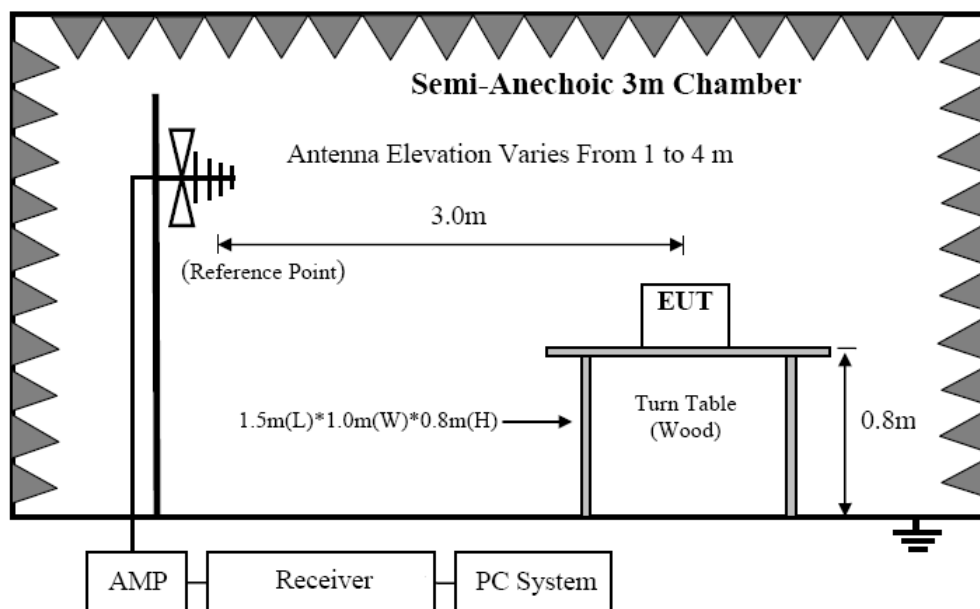 Semi-Anechoic 3m Chamber
Antenna Elevation Varies From 1 to 4 m
3.0m
(Reference Point)
EUT
1.5m(L)*1.0m(W)*0.8m(H)
Turn Table
(Wood)
0.8m
AMP
Receiver
PC System